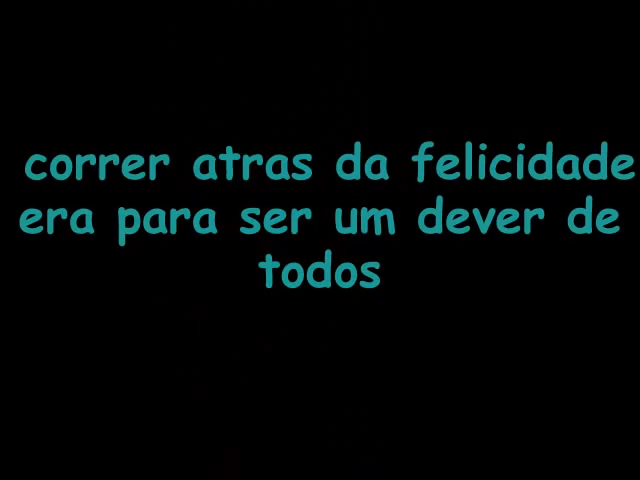 correr atras da felicidade
era para ser um dever de
todos